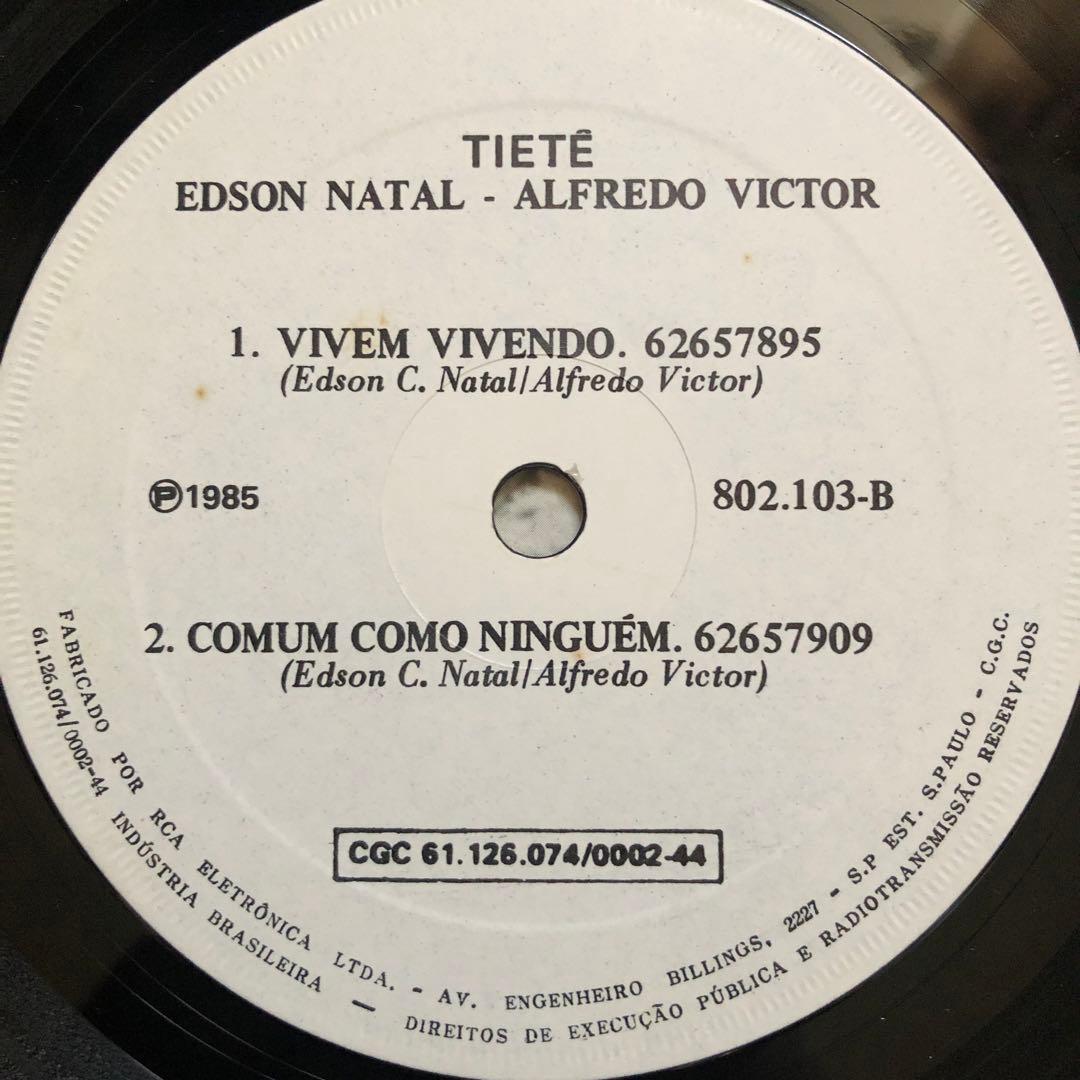 TIETÊ
EDSON NATAL - ALFREDO VICTOR
1. VIVEM VIVENDO. 62657895
(Edson C. Natal/Alfredo Victor)
Ⓟ1985
802.103-B
2. COMUM COMO NINGUÉM. 62657909
(Edson C. Natal/Alfredo Victor)
CGC 61.126.074/0002-44
FABRICADO POR RCA ELETRÔNICA LTDA. - AV. ENGENHEIRO BILLINGS, 2227 - S.P EST. S.PAULO - C.G.C.
61.126.074/0002-44 INDÚSTRIA BRASILEIRA — DIREITOS DE EXECUÇÃO PÚBLICA E RADIOTRANSMISSÃO RESERVADOS